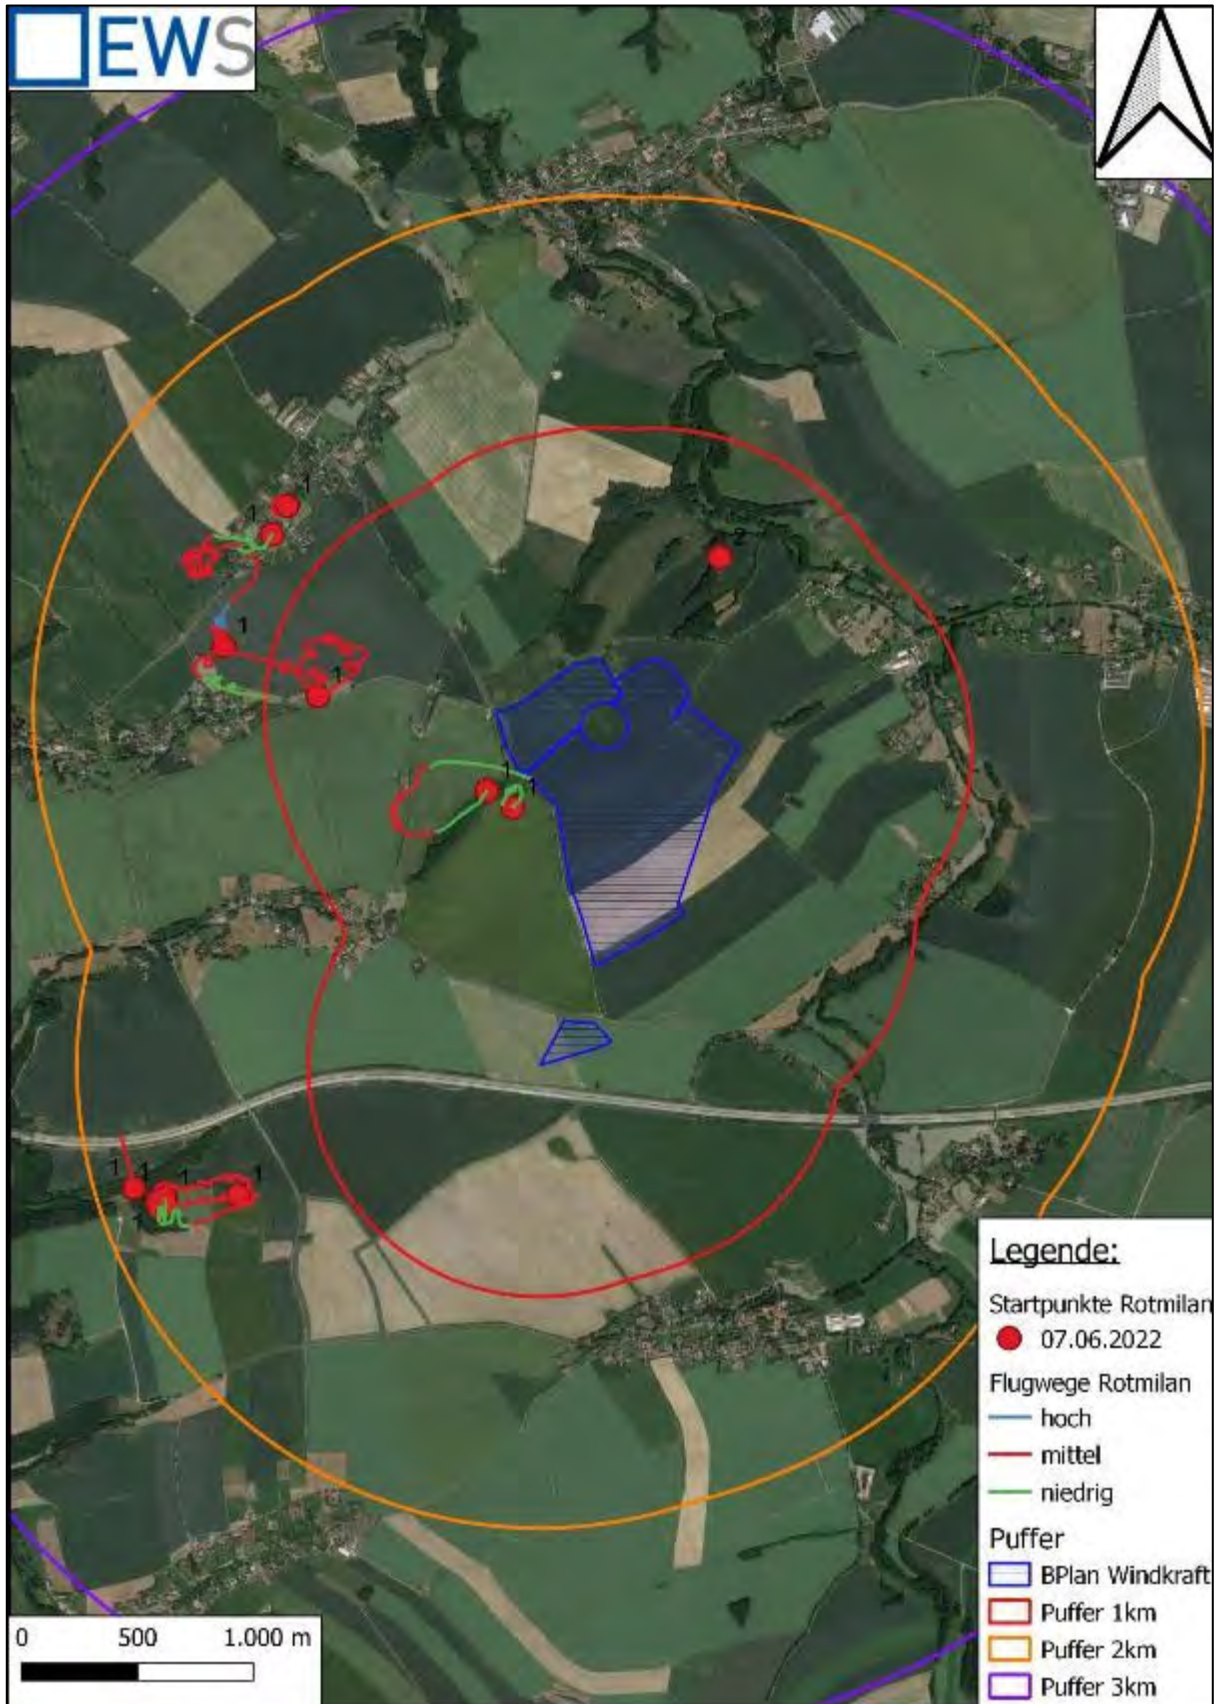 EWS
1
1
1
1
2
1
1
1
1
1
1
1
Legende:
Startpunkte Rotmilan
07.06.2022
Flugwege Rotmilan
hoch
mittel
niedrig
Puffer
BPlan Windkraft
Puffer 1km
Puffer 2km
Puffer 3km
0 500 1.000 m